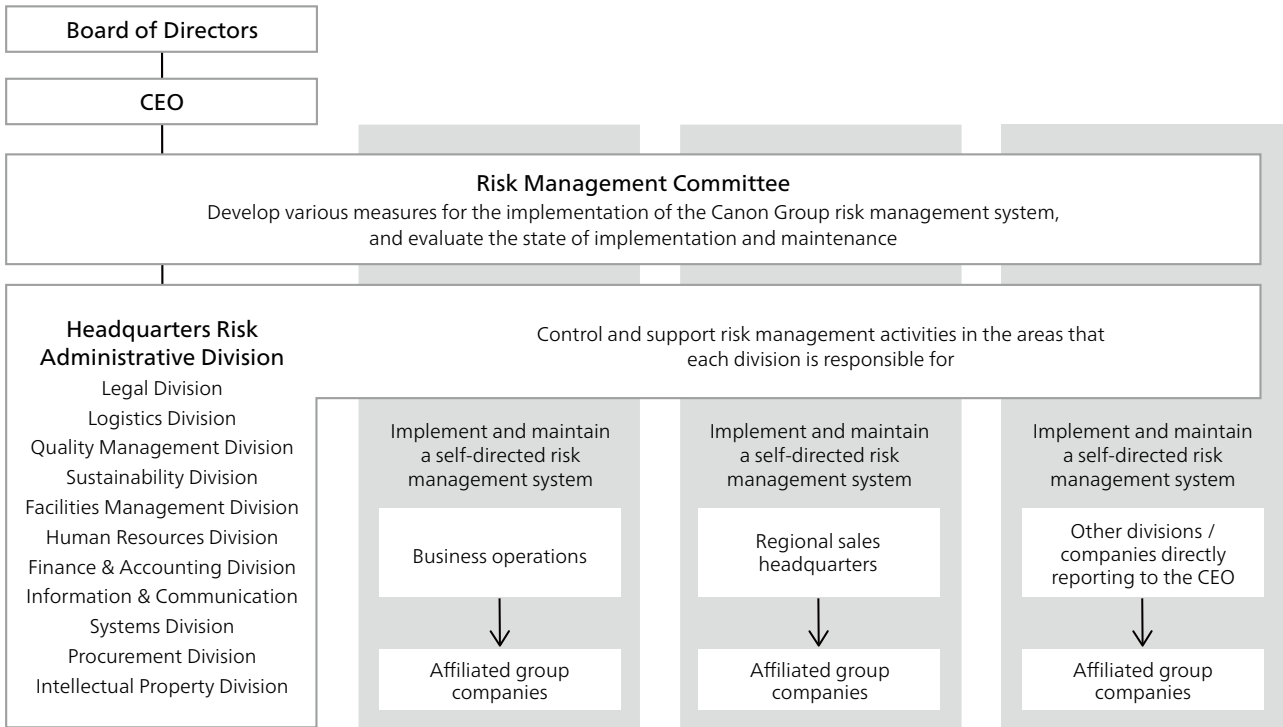 Board of Directors
CEO
Risk Management Committee
Develop various measures for the implementation of the Canon Group risk management system,
and evaluate the state of implementation and maintenance
Headquarters Risk
Administrative Division
Legal Division
Logistics Division
Quality Management Division
Sustainability Division
Facilities Management Division
Human Resources Division
Finance & Accounting Division
Information & Communication
Systems Division
Procurement Division
Intellectual Property Division
Control and support risk management activities in the areas that
each division is responsible for
Implement and maintain
a self-directed risk
management system
Business operations
Affiliated group
companies
Implement and maintain
a self-directed risk
management system
Regional sales
headquarters
Affiliated group
companies
Implement and maintain
a self-directed risk
management system
Other divisions /
companies directly
reporting to the CEO
Affiliated group
companies